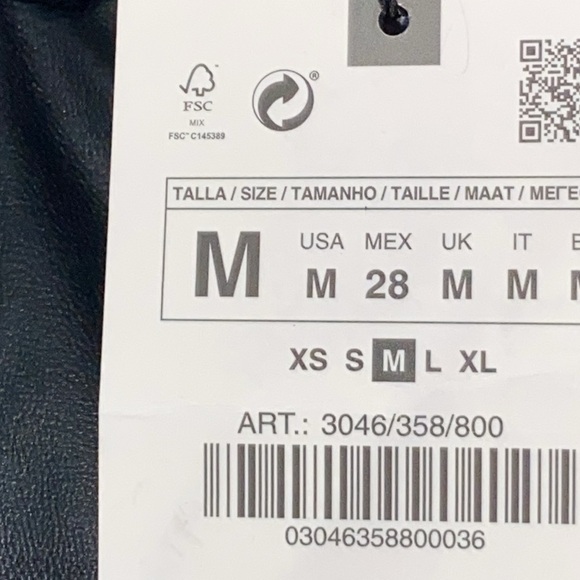 FSC
MIX
FSC™ C145389
®
TALLA / SIZE / TAMANHO / TAILLE / MAAT / ΜΕΓΕ
M USA MEX UK IT
M 28 M M
XS S M L XL
ART.: 3046/358/800
03046358800036